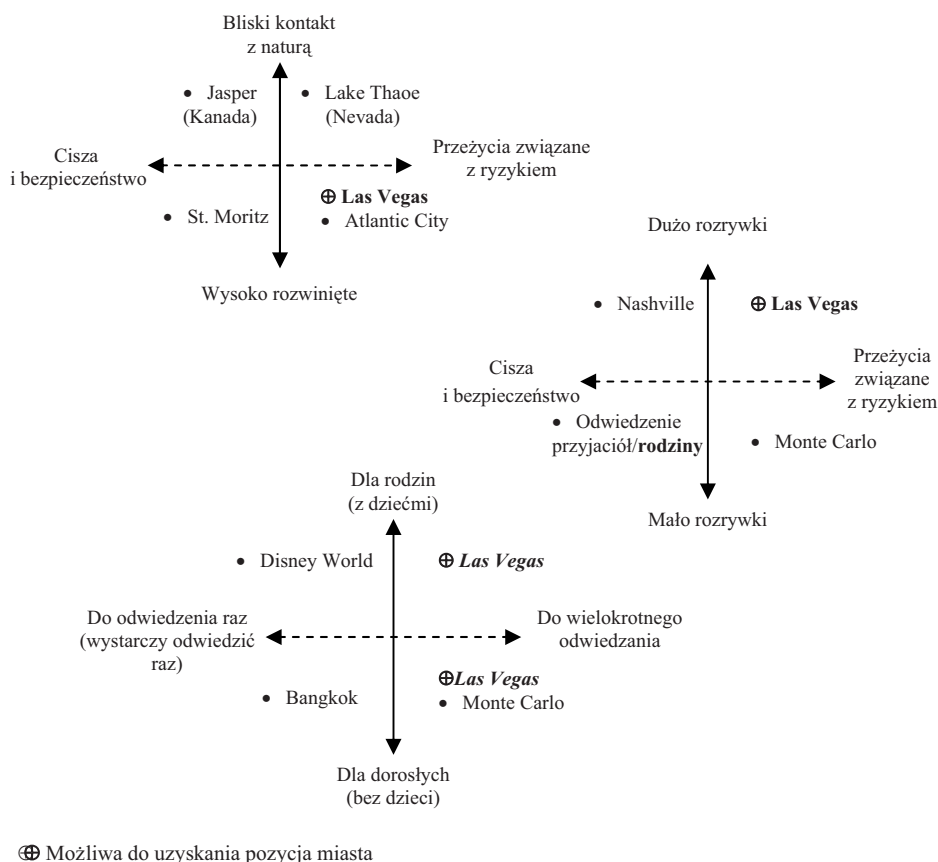 Bliski kontakt
z naturą
• Jasper
(Kanada)
• Lake Thaoe
(Nevada)
Cisza
i bezpieczeństwo
Przeżycia związane
z ryzykiem
⊕ Las Vegas
• St. Moritz
• Atlantic City
Wysoko rozwinięte
Dużo rozrywki
• Nashville
⊕ Las Vegas
Cisza
i bezpieczeństwo
Przeżycia
związane
z ryzykiem
• Odwiedzenie
przyjaciół/rodziny
• Monte Carlo
Mało rozrywki
Dla rodzin
(z dziećmi)
• Disney World
⊕ Las Vegas
Do odwiedzenia raz
(wystarczy odwiedzić
raz)
Do wielokrotnego
odwiedzania
⊕Las Vegas
• Bangkok
• Monte Carlo
Dla dorosłych
(bez dzieci)
⊕ Możliwa do uzyskania pozycja miasta